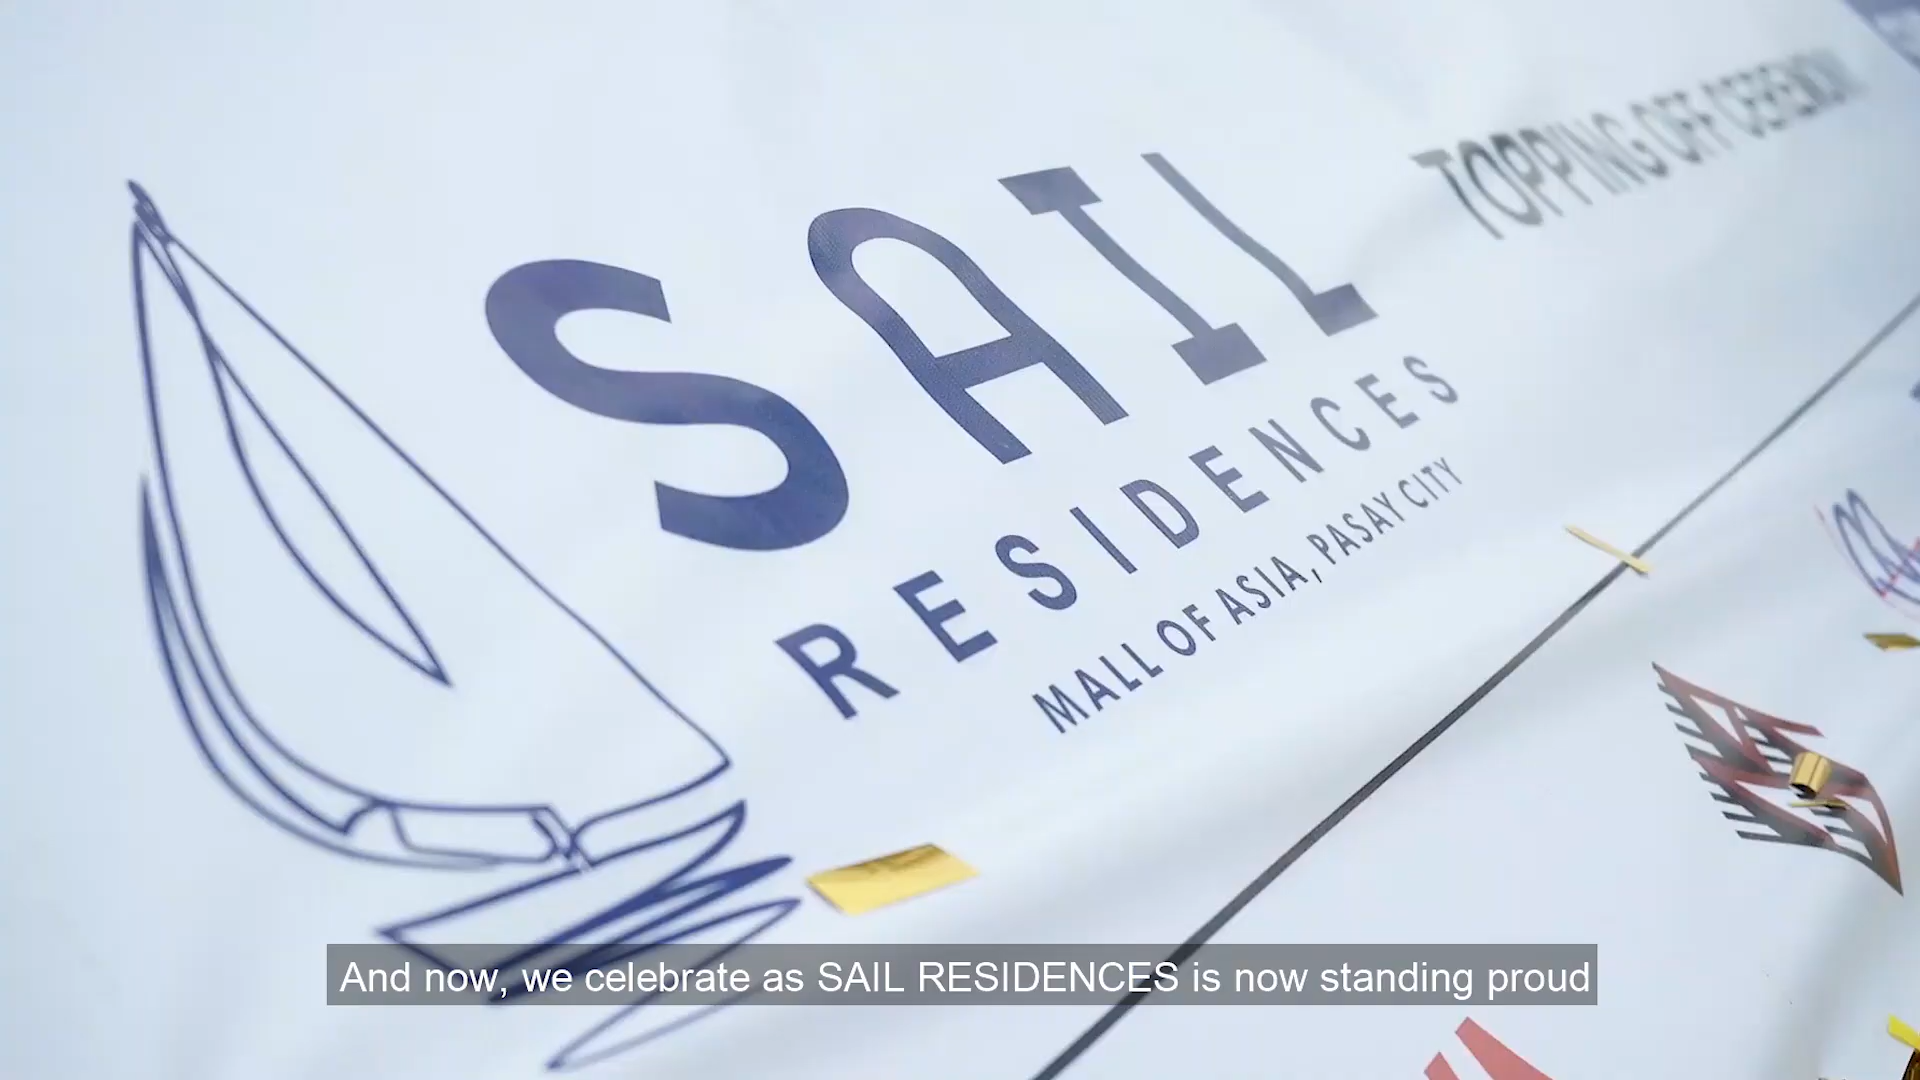 SAIL
RESIDENCES
MALL OF ASIA, PASAY CITY
TOPPING OFF CEREMONY
And now, we celebrate as SAIL RESIDENCES is now standing proud